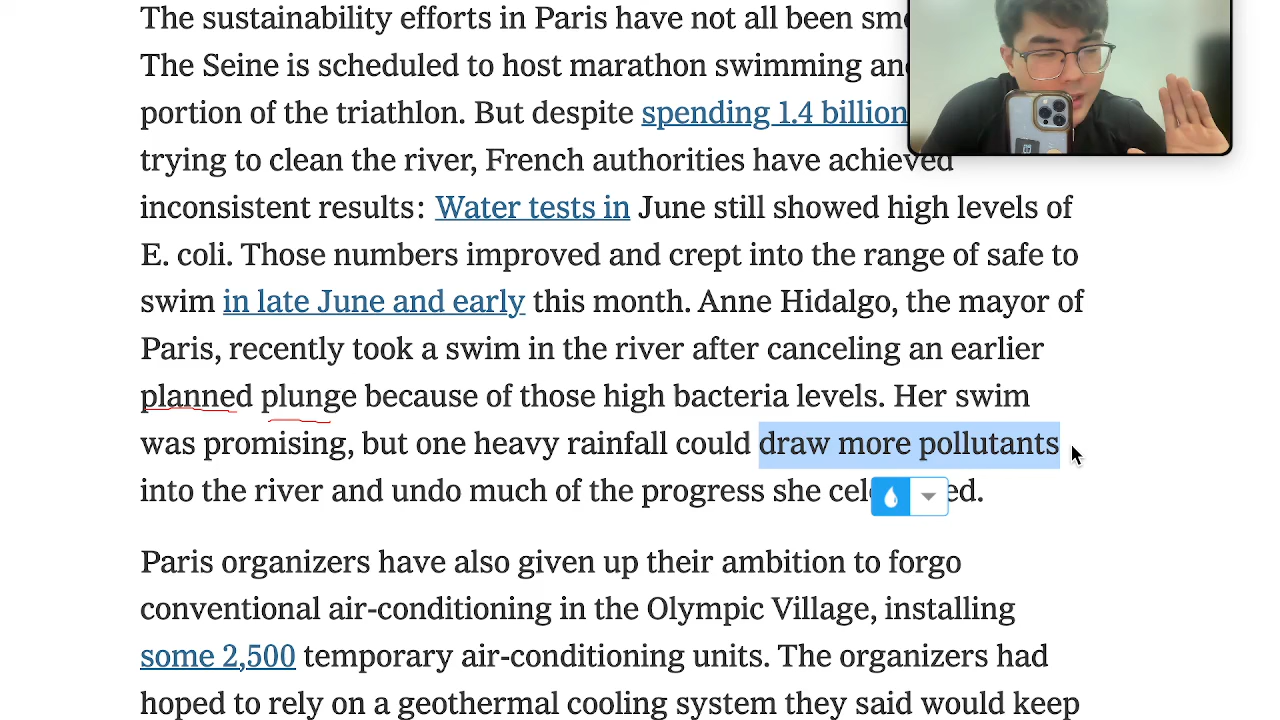 The sustainability efforts in Paris have not all been
The Seine is scheduled to host marathon swimming
portion of the triathlon. But despite spending 1.4 billion
trying to clean the river, French authorities have achieved
inconsistent results: Water tests in June still showed high levels of
E. coli. Those numbers improved and crept into the range of safe to
swim in late June and early this month. Anne Hidalgo, the mayor of
Paris, recently took a swim in the river after canceling an earlier
planned plunge because of those high bacteria levels. Her swim
was promising, but one heavy rainfall could draw more pollutants
into the river and undo much of the progress she
Paris organizers have also given up their ambition to forgo
conventional air-conditioning in the Olympic Village, installing
some 2,500 temporary air-conditioning units. The organizers had
hoped to rely on a geothermal cooling system they said would keep